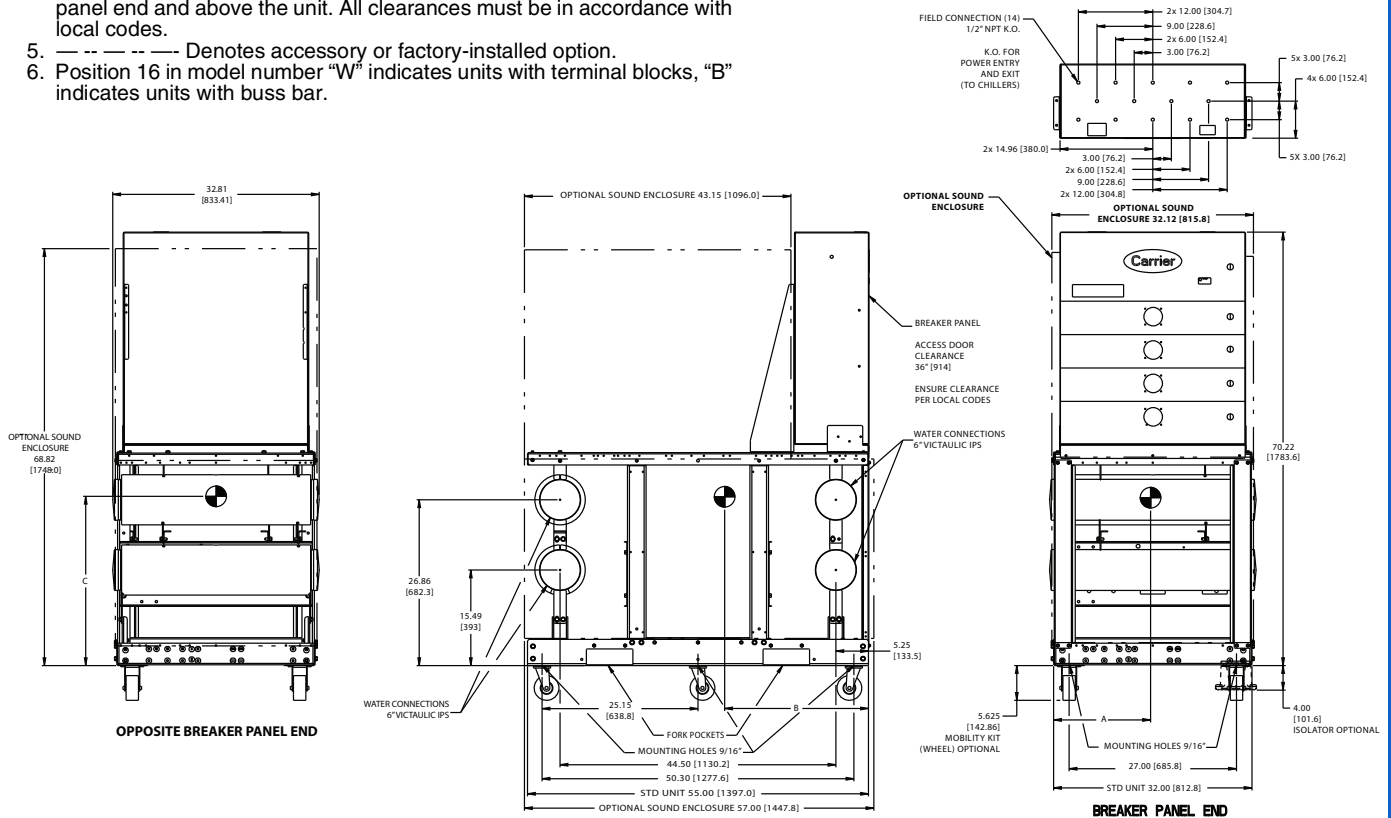 panel end and above the unit. All clearances must be in accordance with
local codes.
5. — -- — -- —- Denotes accessory or factory-installed option.
6. Position 16 in model number “W” indicates units with terminal blocks, “B”
indicates units with buss bar.
FIELD CONNECTION (14)
1/2" NPT K.O.
K.O. FOR
POWER ENTRY
AND EXIT
(TO CHILLERS)
2x 12.00 [304.7]
9.00 [228.6]
2x 6.00 [152.4]
3.00 [76.2]
5x 3.00 [76.2]
4x 6.00 [152.4]
5X 3.00 [76.2]
2x 14.96 [380.0]
3.00 [76.2]
2x 6.00 [152.4]
9.00 [228.6]
2x 12.00 [304.8]
32.81
[833.41]
OPTIONAL SOUND
ENCLOSURE
68.82
[1748.0]
C
OPPOSITE BREAKER PANEL END
OPTIONAL SOUND ENCLOSURE 43.15 [1096.0]
BREAKER PANEL
ACCESS DOOR
CLEARANCE
36" [914]
ENSURE CLEARANCE
PER LOCAL CODES
WATER CONNECTIONS
6" VICTAULIC IPS
26.86
[682.3]
15.49
[393]
5.25
[133.5]
WATER CONNECTIONS
6" VICTAULIC IPS
25.15
[638.8]
B
FORK POCKETS
MOUNTING HOLES 9/16"
44.50 [1130.2]
50.30 [1277.6]
STD UNIT 55.00 [1397.0]
OPTIONAL SOUND ENCLOSURE 57.00 [1447.8]
OPTIONAL SOUND
ENCLOSURE
OPTIONAL SOUND
ENCLOSURE 32.12 [815.8]
Carrier
70.22
[1783.6]
5.625
[142.86]
MOBILITY KIT
(WHEEL) OPTIONAL
A
4.00
[101.6]
ISOLATOR OPTIONAL
MOUNTING HOLES 9/16"
27.00 [685.8]
STD UNIT 32.00 [812.8]
BREAKER PANEL END